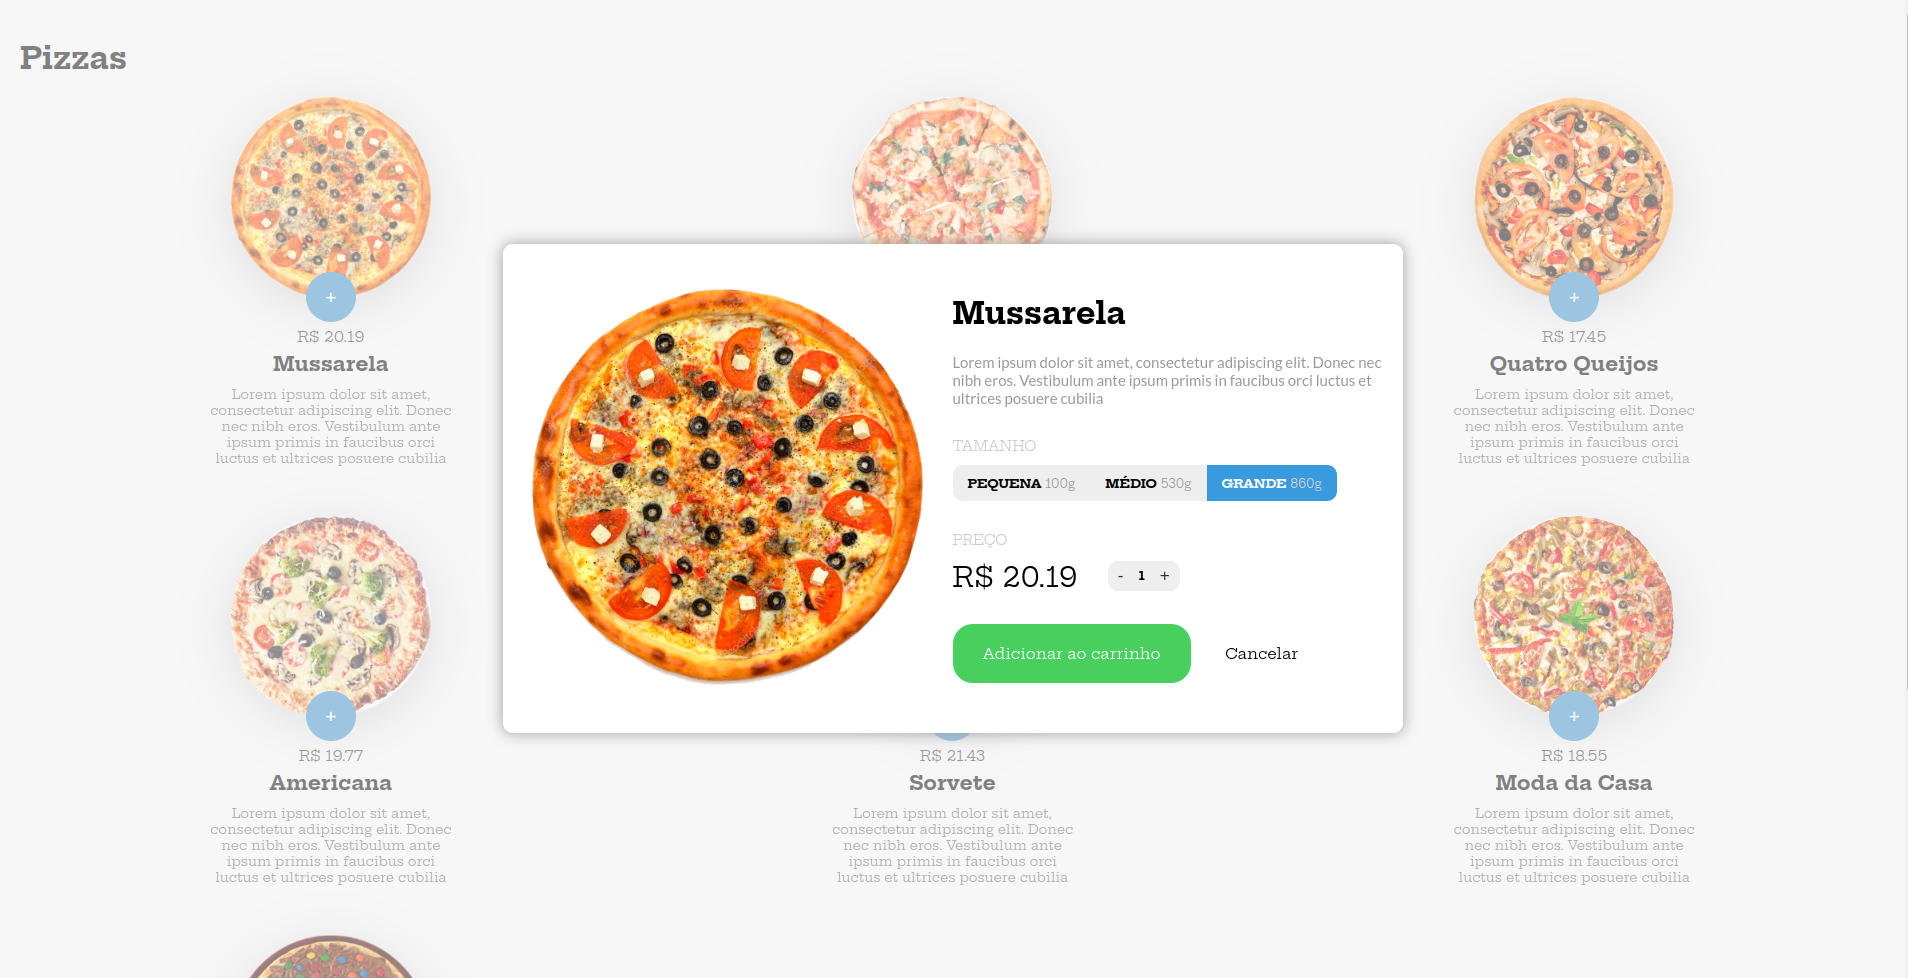 Pizzas
+
R$ 20.19
Mussarela
Lorem ipsum dolor sit amet,
consectetur adipiscing elit. Donec
nec nibh eros. Vestibulum ante
ipsum primis in faucibus orci
luctus et ultrices posuere cubilia
+
R$ 17.45
Quatro Queijos
Lorem ipsum dolor sit amet,
consectetur adipiscing elit. Donec
nec nibh eros. Vestibulum ante
ipsum primis in faucibus orci
luctus et ultrices posuere cubilia
Mussarela
Lorem ipsum dolor sit amet, consectetur adipiscing elit. Donec nec
nibh eros. Vestibulum ante ipsum primis in faucibus orci luctus et
ultrices posuere cubilia
TAMANHO
PEQUENA 100g MÉDIO 530g GRANDE 860g
PREÇO
R$ 20.19 - 1 +
Adicionar ao carrinho Cancelar
+
R$ 19.77
Americana
Lorem ipsum dolor sit amet,
consectetur adipiscing elit. Donec
nec nibh eros. Vestibulum ante
ipsum primis in faucibus orci
luctus et ultrices posuere cubilia
R$ 21.43
Sorvete
Lorem ipsum dolor sit amet,
consectetur adipiscing elit. Donec
nec nibh eros. Vestibulum ante
ipsum primis in faucibus orci
luctus et ultrices posuere cubilia
+
R$ 18.55
Moda da Casa
Lorem ipsum dolor sit amet,
consectetur adipiscing elit. Donec
nec nibh eros. Vestibulum ante
ipsum primis in faucibus orci
luctus et ultrices posuere cubilia